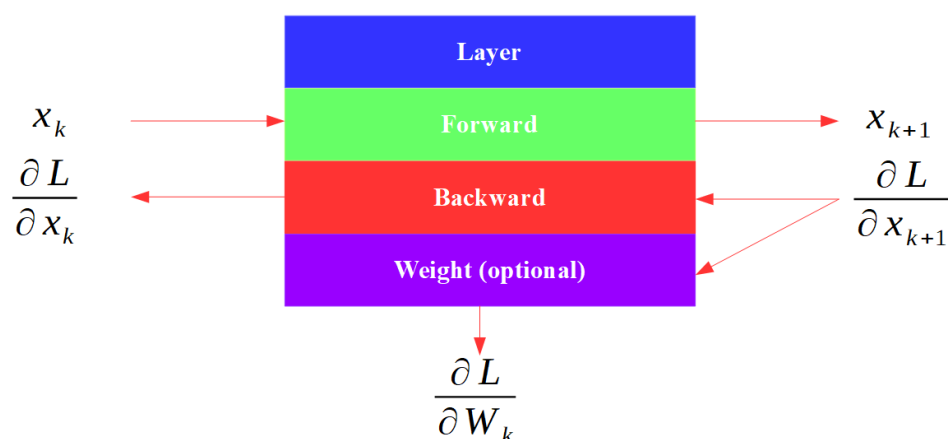 Layer
x_k Forward x_{k+1}
∂L/∂x_k Backward ∂L/∂x_{k+1}
Weight (optional)
∂L/∂W_k